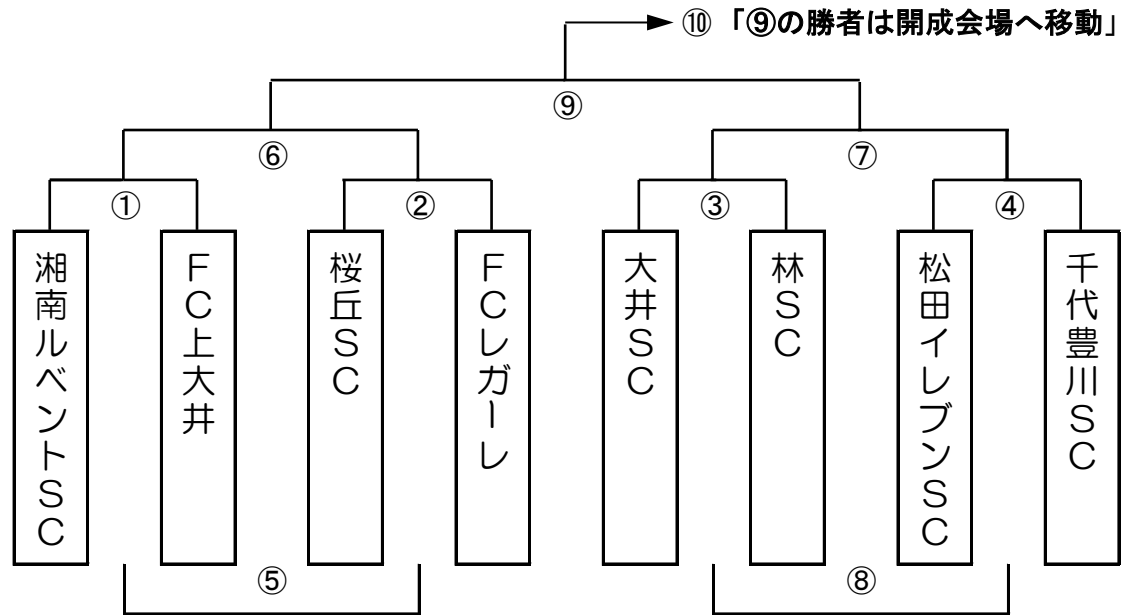 ⑩「⑨の勝者は開成会場へ移動」
⑨
⑥
⑦
①
②
③
④
湘南ルベントSC
FC上大井
桜丘SC
FCレガーレ
大井SC
林SC
松田イレブンSC
千代豊川SC
⑤
⑧